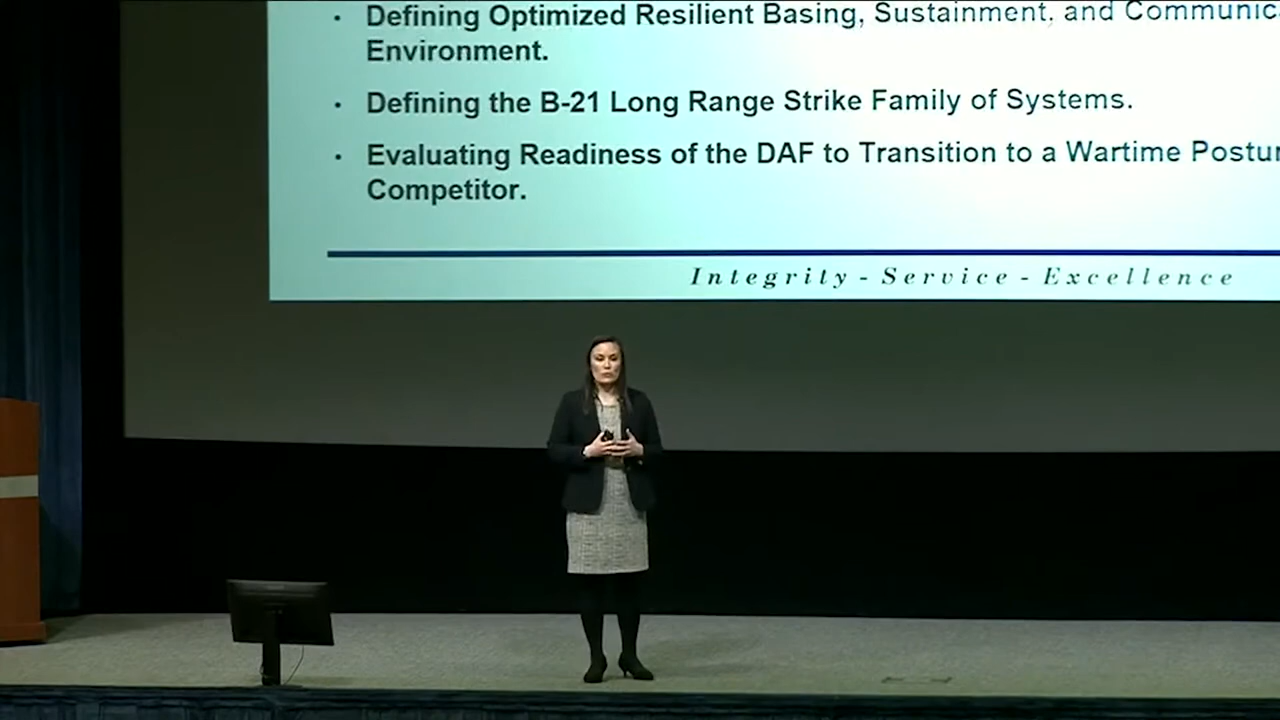 • Defining Optimized Resilient Basing, Sustainment, and Communic
Environment.
• Defining the B-21 Long Range Strike Family of Systems.
• Evaluating Readiness of the DAF to Transition to a Wartime Postur
Competitor.
Integrity - Service - Excellence